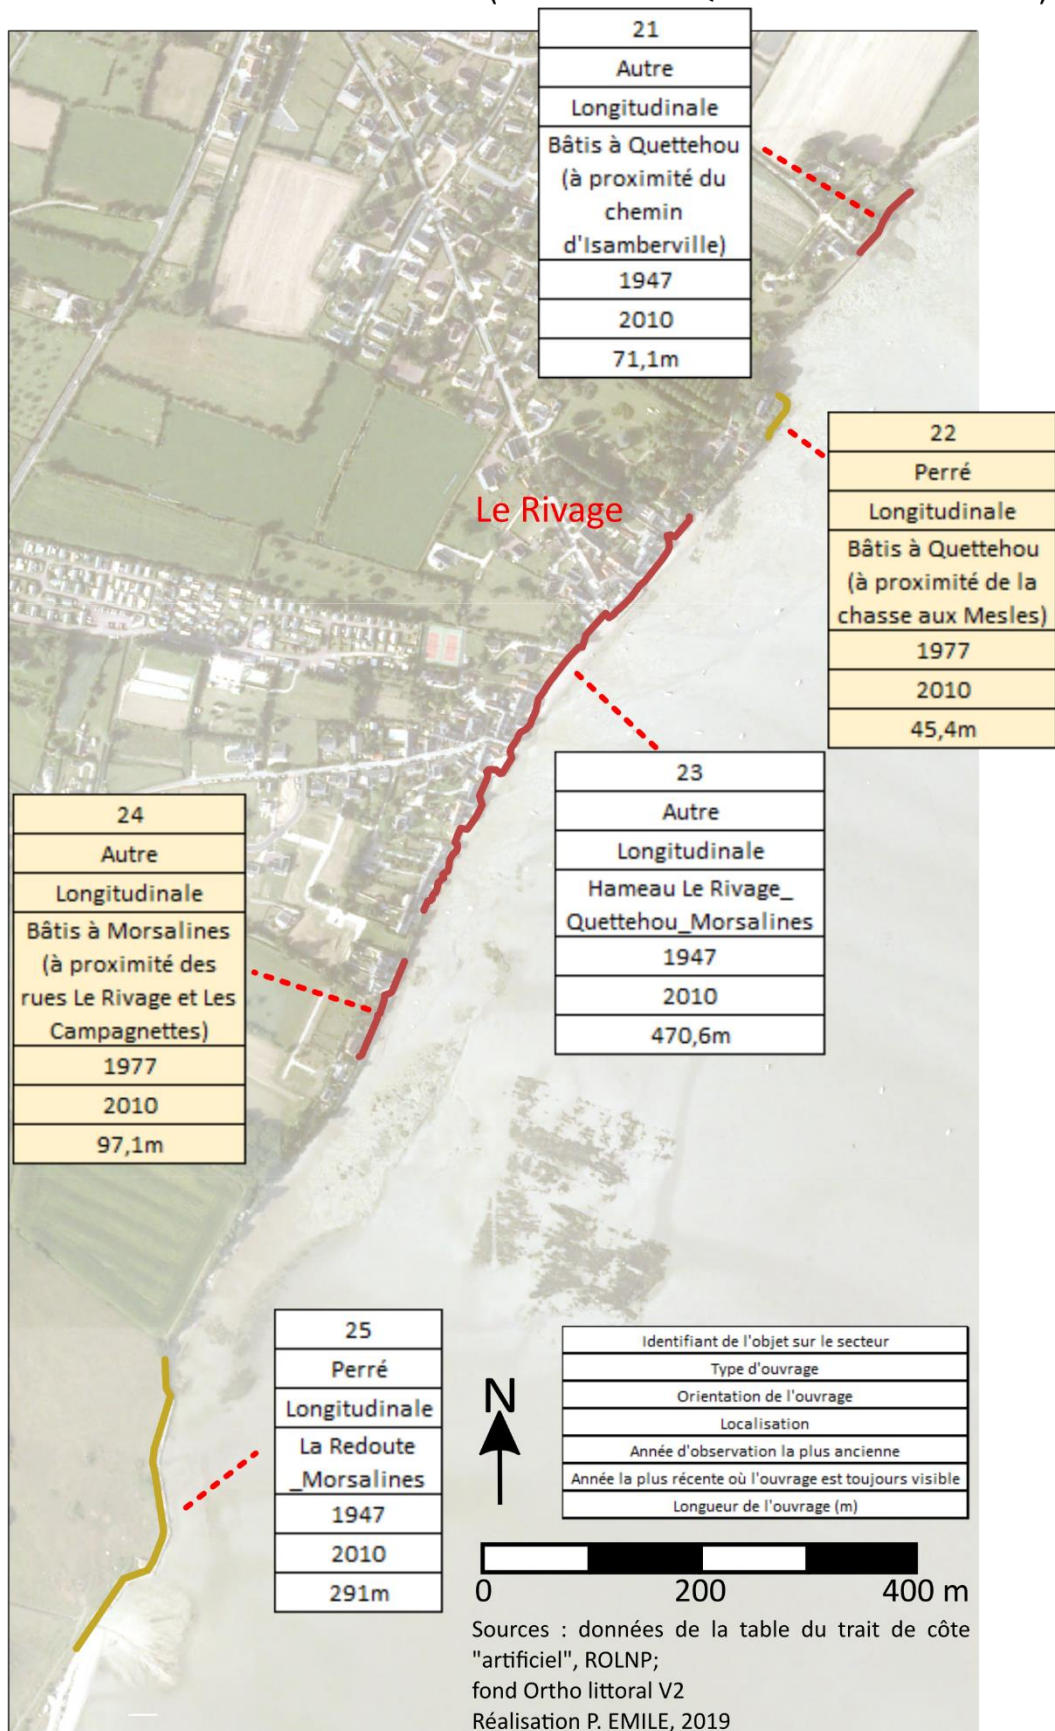 21
Autre
Longitudinale
Bâtis à Quettehou
(à proximité du
chemin
d'Isamberville)
1947
2010
71,1m
22
Perré
Longitudinale
Bâtis à Quettehou
(à proximité de la
chasse aux Mesles)
1977
2010
45,4m
Le Rivage
23
Autre
Longitudinale
Hameau Le Rivage_
Quettehou_Morsalines
1947
2010
470,6m
24
Autre
Longitudinale
Bâtis à Morsalines
(à proximité des
rues Le Rivage et Les
Campagnettes)
1977
2010
97,1m
25
Perré
Longitudinale
La Redoute
_Morsalines
1947
2010
291m
N
Identifiant de l'objet sur le secteur
Type d'ouvrage
Orientation de l'ouvrage
Localisation
Année d'observation la plus ancienne
Année la plus récente où l'ouvrage est toujours visible
Longueur de l'ouvrage (m)
0 200 400 m
Sources : données de la table du trait de côte
"artificiel", ROLNP;
fond Ortho littoral V2
Réalisation P. EMILE, 2019